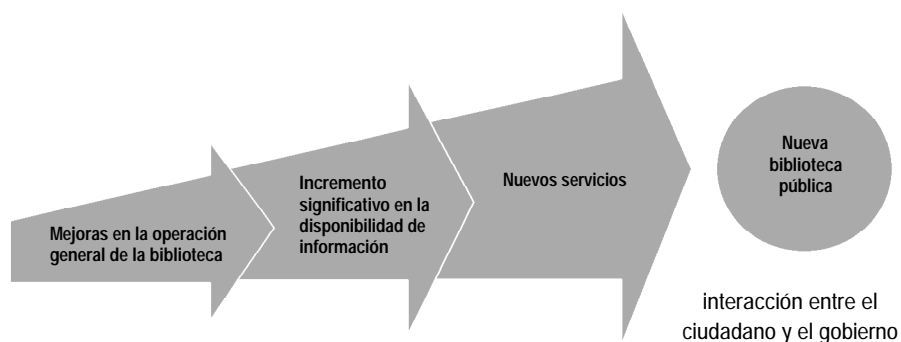 Mejoras en la operación
general de la biblioteca
Incremento
significativo en la
disponibilidad de
información
Nuevos servicios
Nueva
biblioteca
pública
interacción entre el
ciudadano y el gobierno